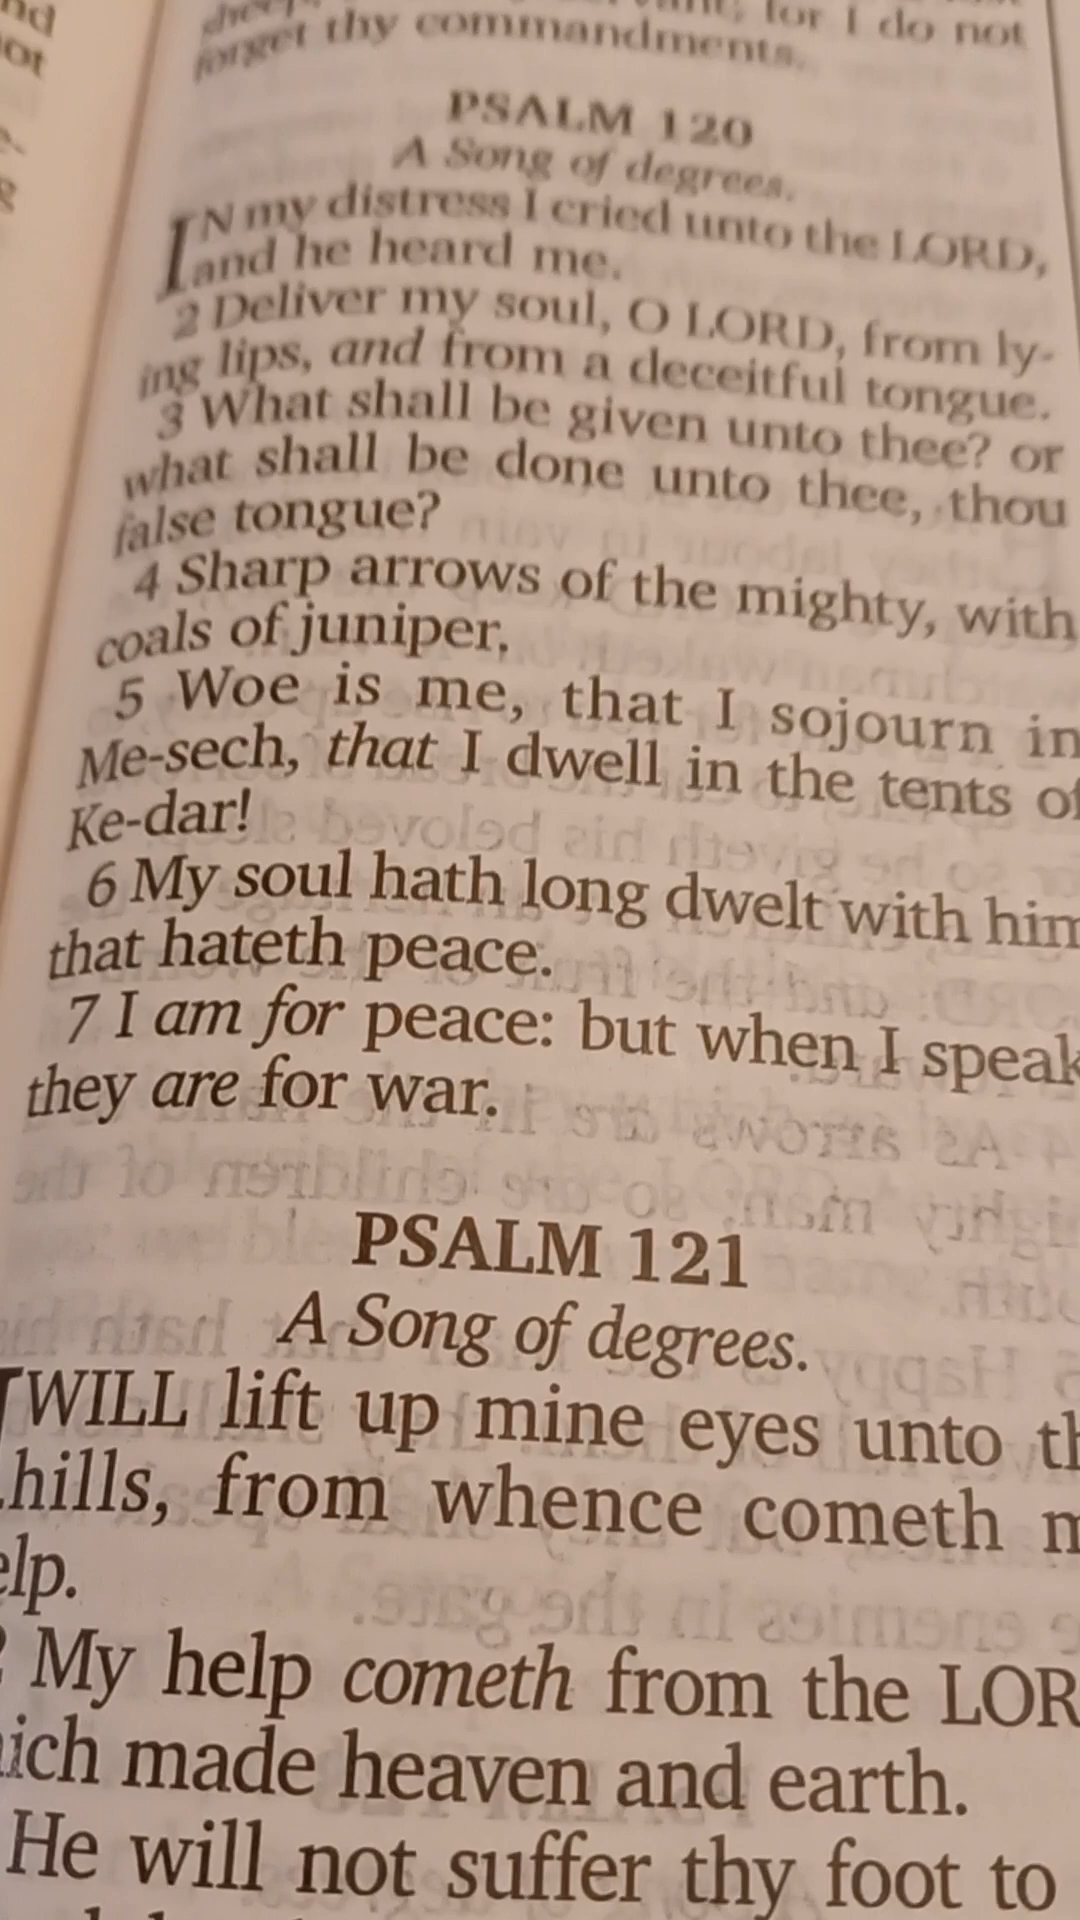 for I do not
forget thy commandments.
PSALM 120
A Song of degrees.
IN my distress I cried unto the LORD,
and he heard me.
2 Deliver my soul, O LORD, from ly-
ing lips, and from a deceitful tongue.
3 What shall be given unto thee? or
what shall be done unto thee, thou
false tongue?
4 Sharp arrows of the mighty, with
coals of juniper.
5 Woe is me, that I sojourn in
Me-sech, that I dwell in the tents of
Ke-dar!
6 My soul hath long dwelt with him
that hateth peace.
7 I am for peace: but when I speak
they are for war.
PSALM 121
A Song of degrees.
I WILL lift up mine eyes unto th
hills, from whence cometh m
elp.
2 My help cometh from the LOR
ich made heaven and earth.
He will not suffer thy foot to